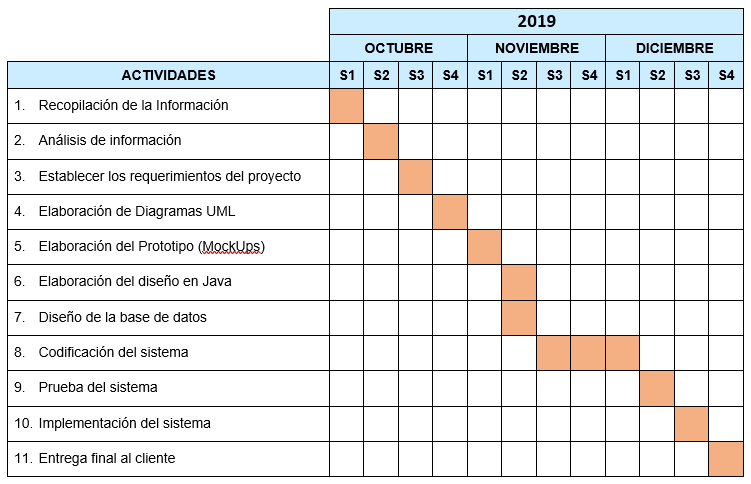 2019
OCTUBRE NOVIEMBRE DICIEMBRE
ACTIVIDADES S1 S2 S3 S4 S1 S2 S3 S4 S1 S2 S3 S4
1. Recopilación de la Información
2. Análisis de información
3. Establecer los requerimientos del proyecto
4. Elaboración de Diagramas UML
5. Elaboración del Prototipo (MockUps)
6. Elaboración del diseño en Java
7. Diseño de la base de datos
8. Codificación del sistema
9. Prueba del sistema
10. Implementación del sistema
11. Entrega final al cliente